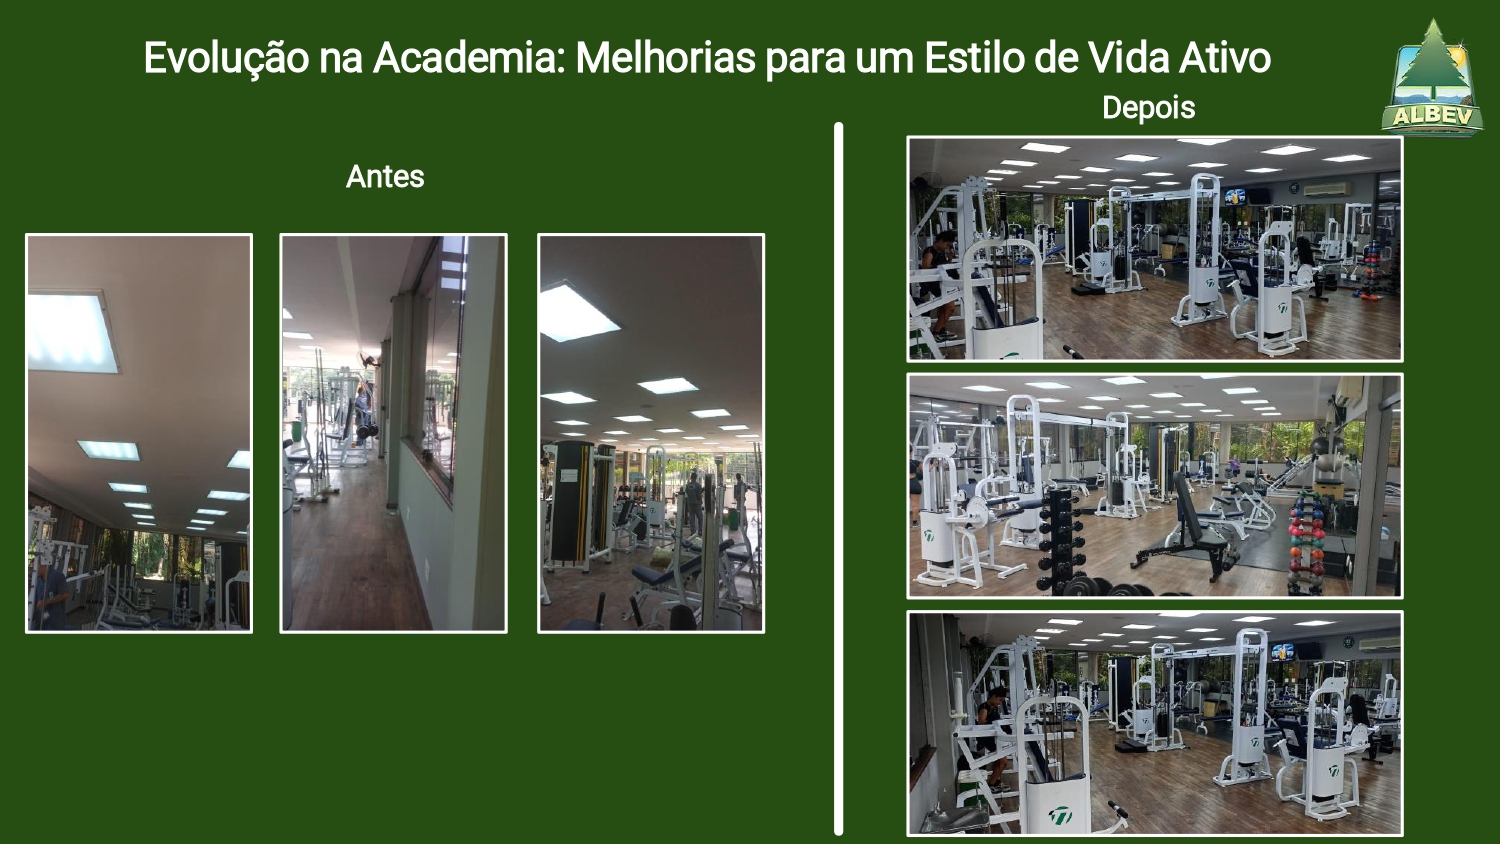 Evolução na Academia: Melhorias para um Estilo de Vida Ativo
ALBEV
Depois
Antes